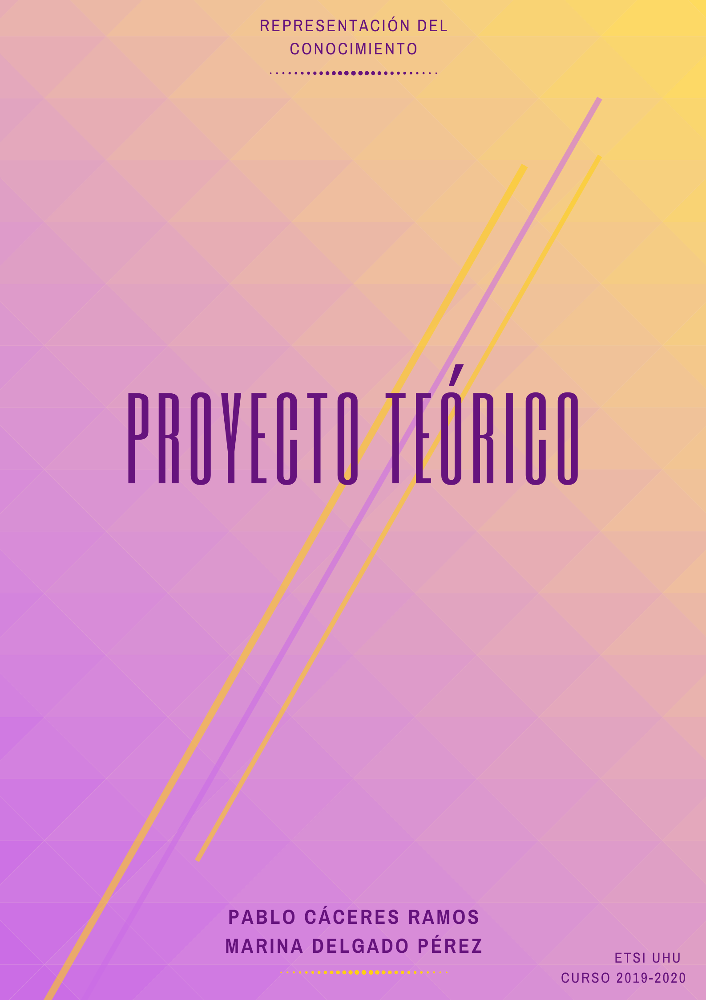 REPRESENTACIÓN DEL
CONOCIMIENTO
PROYECTO TEÓRICO
PABLO CÁCERES RAMOS
MARINA DELGADO PÉREZ
ETSI UHU
CURSO 2019-2020